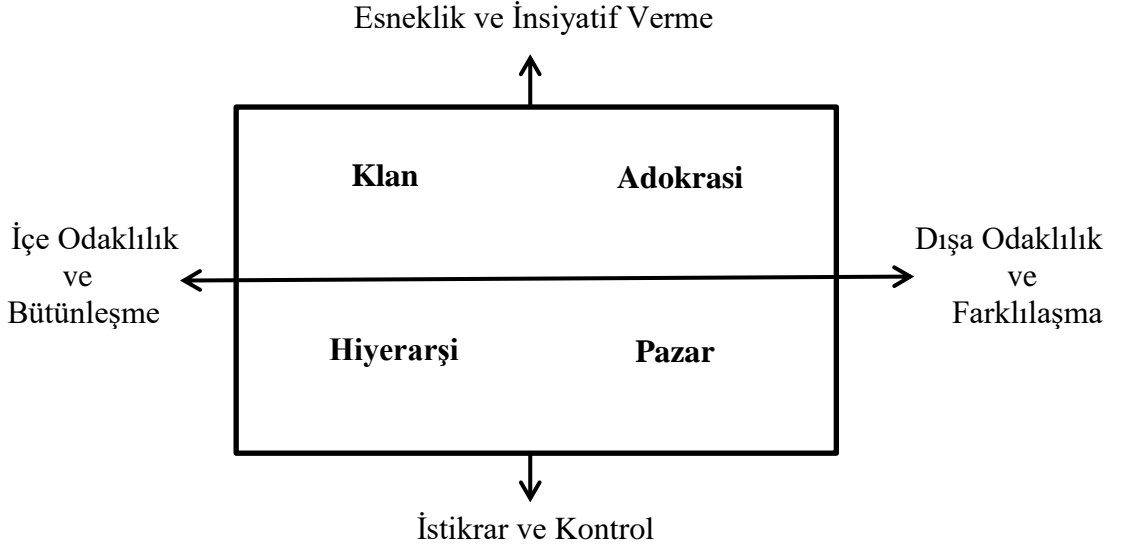 Esneklik ve İnsiyatif Verme
Klan
Adokrasi
İçe Odaklılık
ve
Bütünleşme
Dışa Odaklılık
ve
Farklılaşma
Hiyerarşi
Pazar
İstikrar ve Kontrol